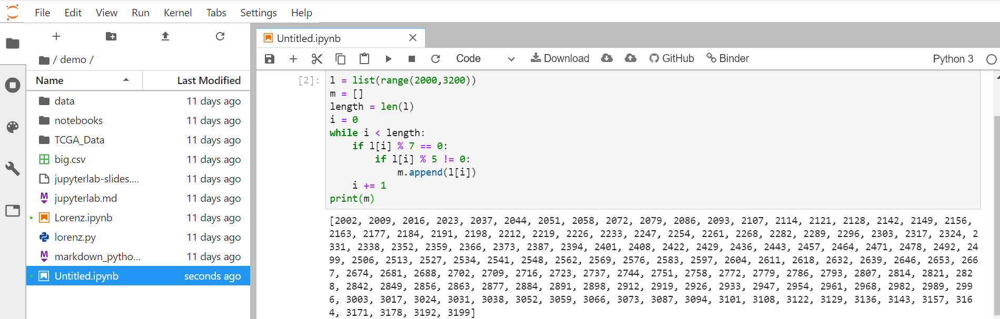 File Edit View Run Kernel Tabs Settings Help
/ demo /
Name Last Modified
data 11 days ago
notebooks 11 days ago
TCGA_Data 11 days ago
big.csv 11 days ago
jupyterlab-slides.... 11 days ago
jupyterlab.md 11 days ago
Lorenz.ipynb 11 days ago
lorenz.py 11 days ago
markdown_pytho... 11 days ago
Untitled.ipynb seconds ago
Untitled.ipynb
Code Download GitHub Binder Python 3
[2]: l = list(range(2000,3200))
m = []
length = len(l)
i = 0
while i < length:
    if l[i] % 7 == 0:
        if l[i] % 5 != 0:
            m.append(l[i])
    i += 1
print(m)
[2002, 2009, 2016, 2023, 2037, 2044, 2051, 2058, 2072, 2079, 2086, 2093, 2107, 2114, 2121, 2128, 2142, 2149, 2156,
2163, 2177, 2184, 2191, 2198, 2212, 2219, 2226, 2233, 2247, 2254, 2261, 2268, 2282, 2289, 2296, 2303, 2317, 2324, 2
331, 2338, 2352, 2359, 2366, 2373, 2387, 2394, 2401, 2408, 2422, 2429, 2436, 2443, 2457, 2464, 2471, 2478, 2492, 24
99, 2506, 2513, 2527, 2534, 2541, 2548, 2562, 2569, 2576, 2583, 2597, 2604, 2611, 2618, 2632, 2639, 2646, 2653, 266
7, 2674, 2681, 2688, 2702, 2709, 2716, 2723, 2737, 2744, 2751, 2758, 2772, 2779, 2786, 2793, 2807, 2814, 2821, 282
8, 2842, 2849, 2856, 2863, 2877, 2884, 2891, 2898, 2912, 2919, 2926, 2933, 2947, 2954, 2961, 2968, 2982, 2989, 299
6, 3003, 3017, 3024, 3031, 3038, 3052, 3059, 3066, 3073, 3087, 3094, 3101, 3108, 3122, 3129, 3136, 3143, 3157, 316
4, 3171, 3178, 3192, 3199]